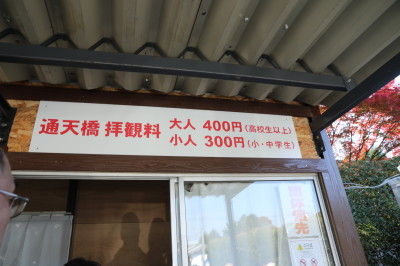 通天橋 拝観料
大人 400円(高校生以上)
小人 300円(小・中学生)